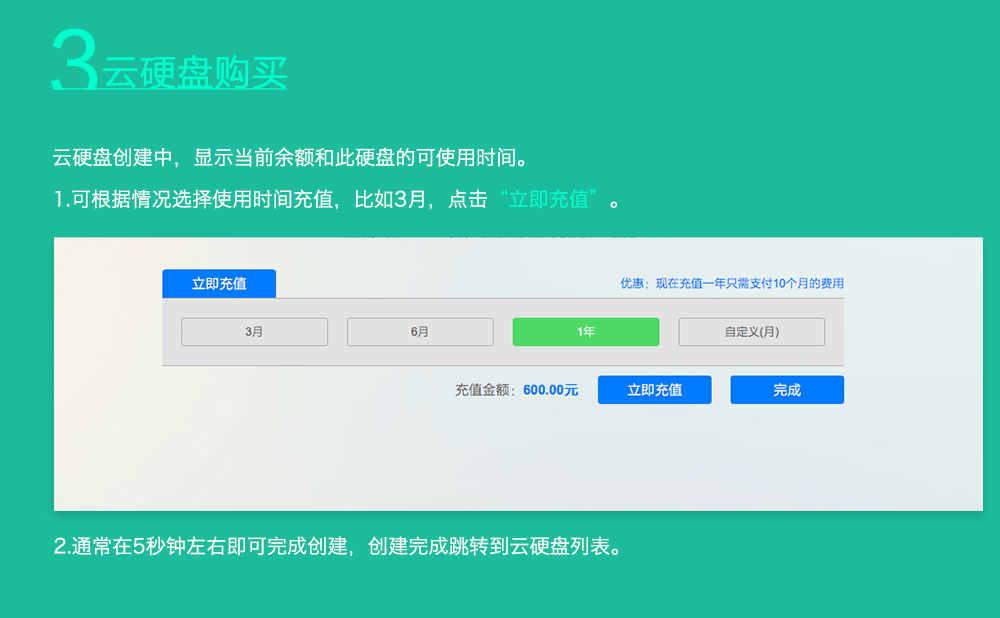 3云硬盘购买
云硬盘创建中，显示当前余额和此硬盘的可使用时间。
1.可根据情况选择使用时间充值，比如3月，点击“立即充值”。
立即充值
优惠：现在充值一年只需支付10个月的费用
3月
6月
1年
自定义(月)
充值金额：600.00元
立即充值
完成
2.通常在5秒钟左右即可完成创建，创建完成跳转到云硬盘列表。